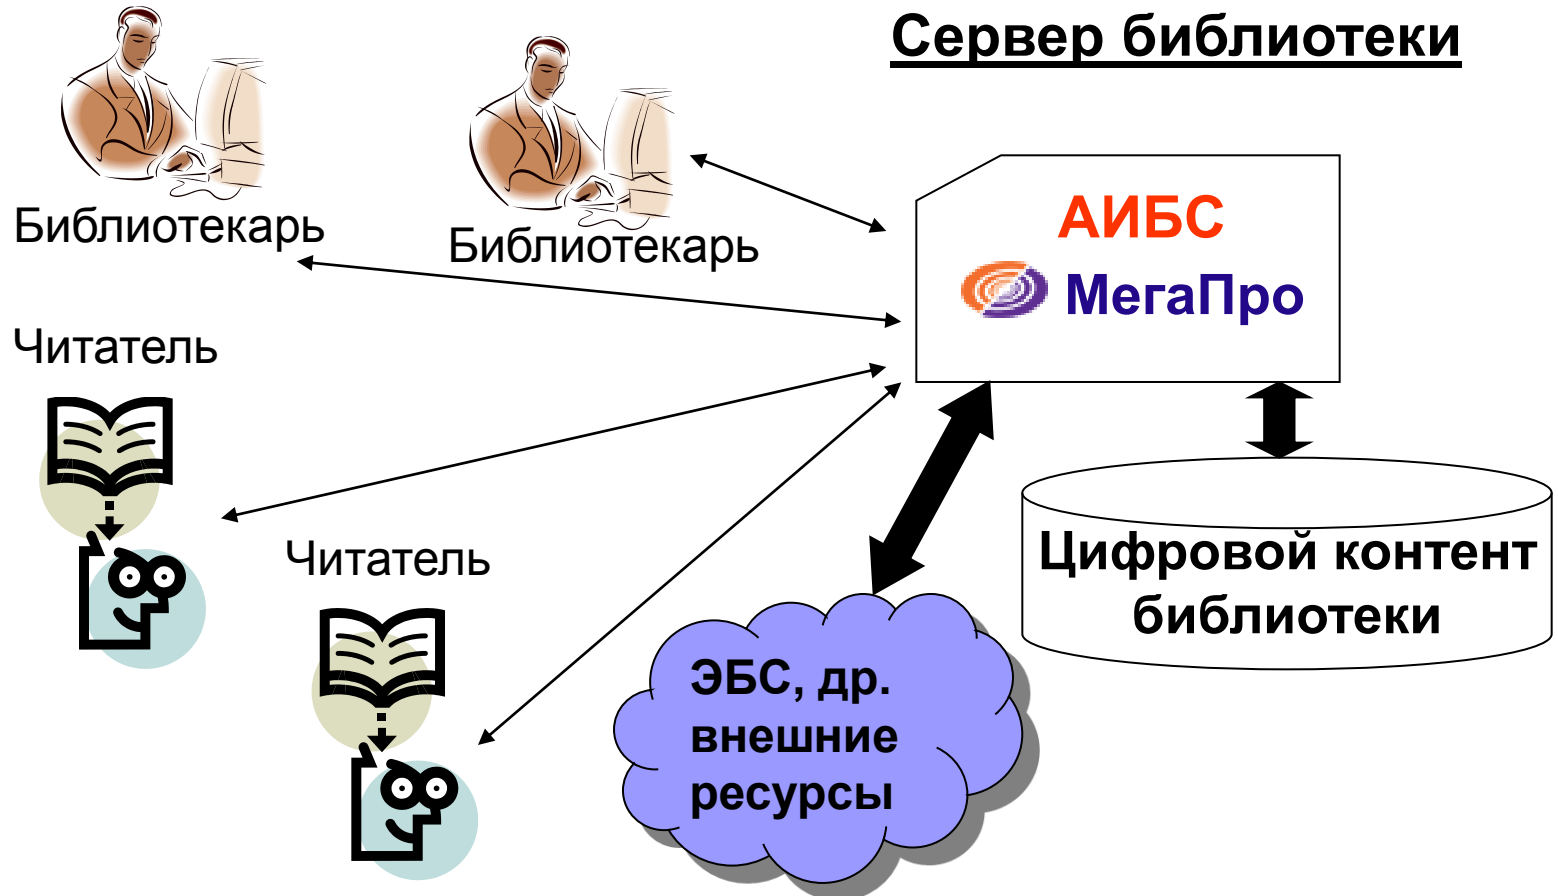 Сервер библиотеки
Библиотекарь
Библиотекарь
АИБС
МегаПро
Читатель
Читатель
Цифровой контент
библиотеки
ЭБС, др.
внешние
ресурсы